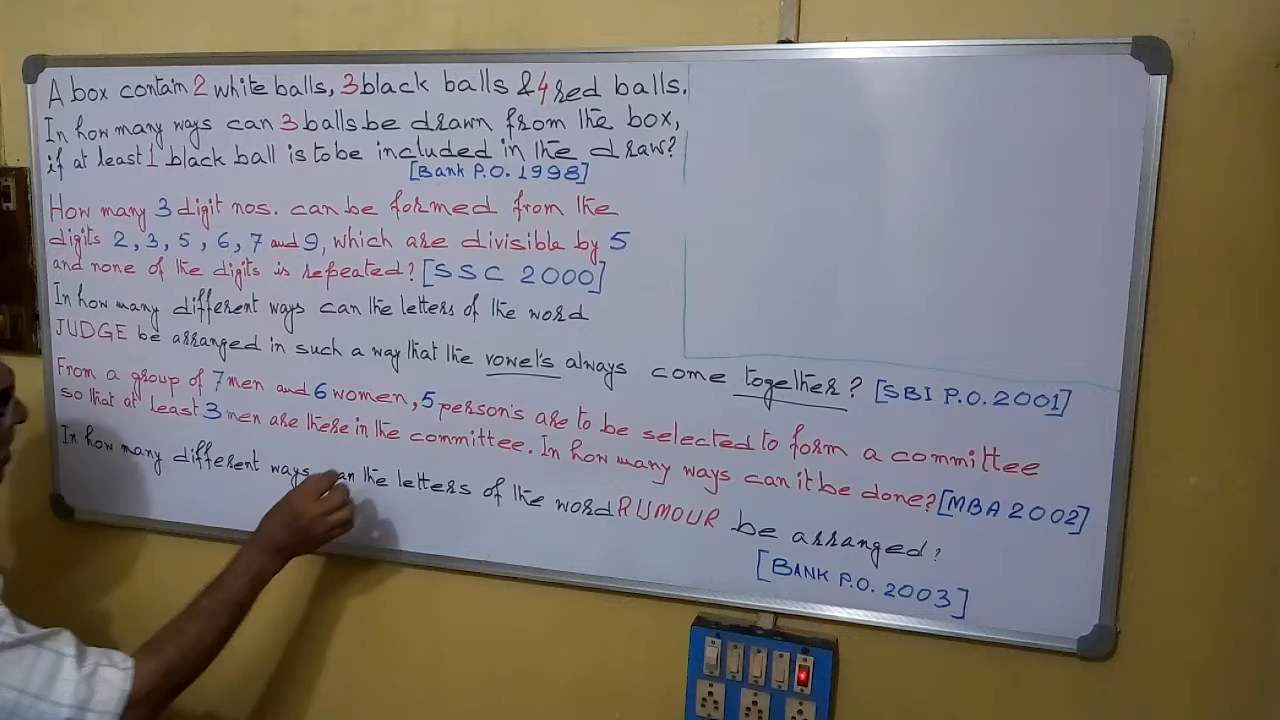 A box contain 2 white balls, 3 black balls & 4 red balls.
In how many ways can 3 balls be drawn from the box,
if at least 1 black ball is to be included in the draw?
[Bank P.O. 1998]
How many 3 digit nos. can be formed from the
digits 2, 3, 5, 6, 7 and 9, which are divisible by 5
and none of the digits is repeated? [SSC 2000]
In how many different ways can the letters of the word
JUDGE be arranged in such a way that the vowel's always come together? [SBI P.O. 2001]
From a group of 7 men and 6 women, 5 person's are to be selected to form a committee
so that at least 3 men are there in the committee. In how many ways can it be done? [MBA 2002]
In how many different ways can the letters of the word RUMOUR be arranged?
[BANK P.O. 2003]